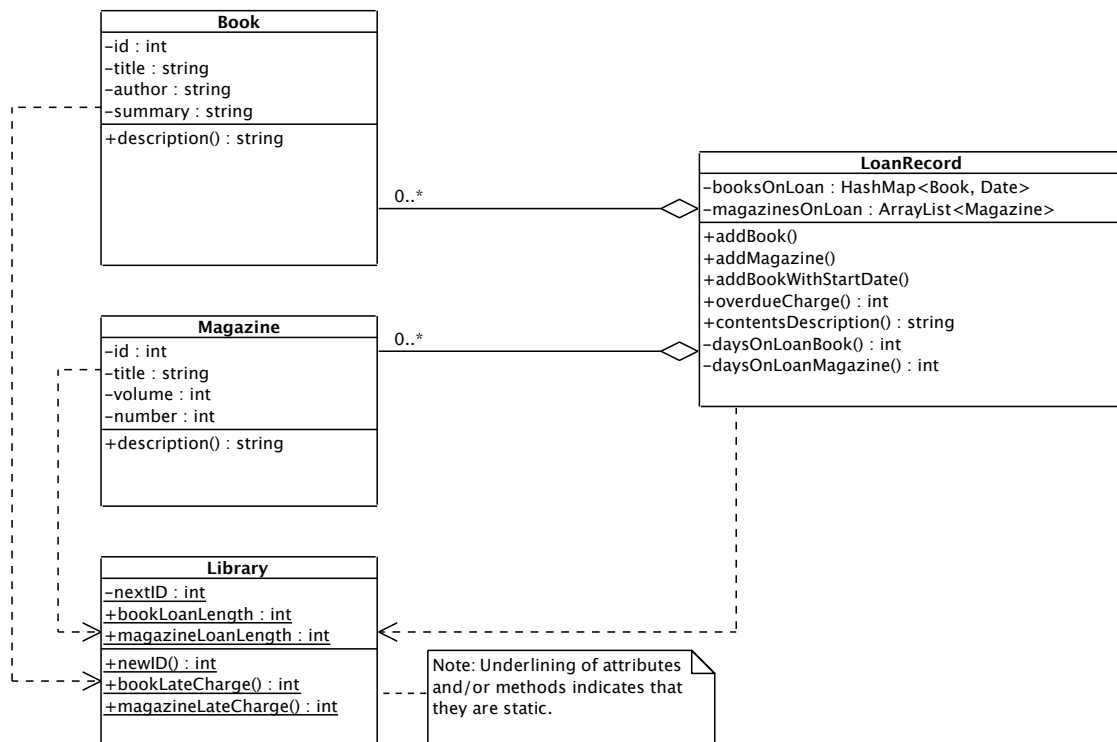 Book
-id : int
-title : string
-author : string
-summary : string
+description() : string
0..*
LoanRecord
-booksOnLoan : HashMap<Book, Date>
-magazinesOnLoan : ArrayList<Magazine>
+addBook()
+addMagazine()
+addBookWithStartDate()
+overdueCharge() : int
+contentsDescription() : string
-daysOnLoanBook() : int
-daysOnLoanMagazine() : int
Magazine
-id : int
-title : string
-volume : int
-number : int
+description() : string
0..*
Library
-nextID : int
+bookLoanLength : int
+magazineLoanLength : int
+newID() : int
+bookLateCharge() : int
+magazineLateCharge() : int
Note: Underlining of attributes
and/or methods indicates that
they are static.